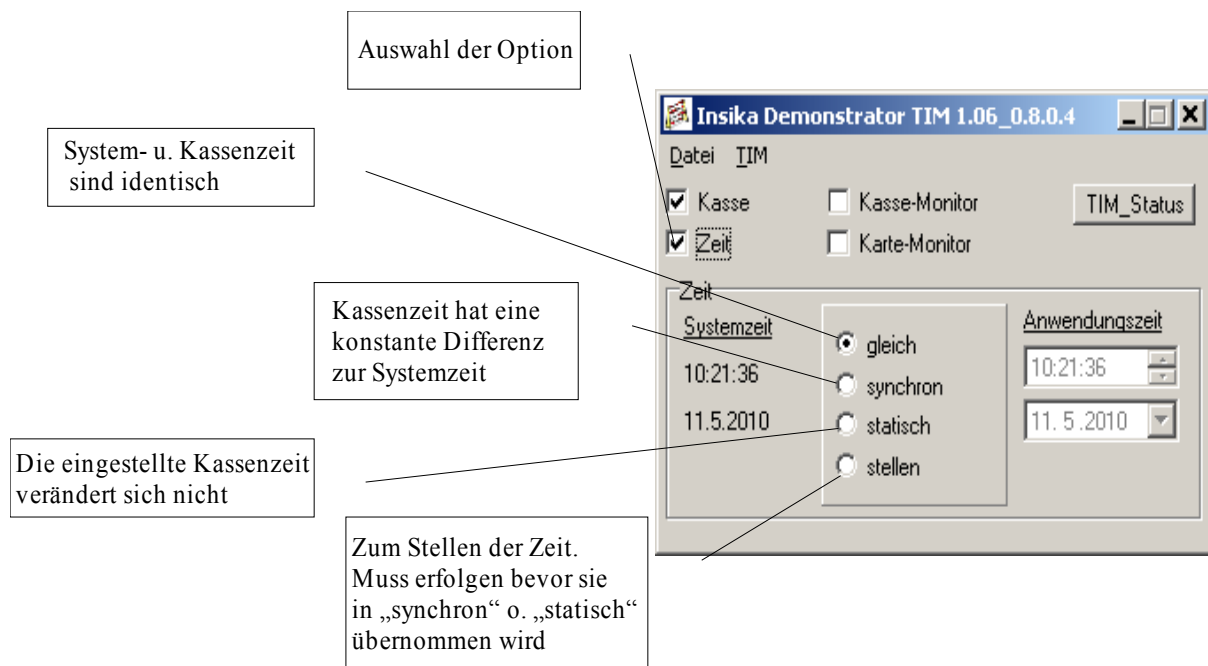 Auswahl der Option
System- u. Kassenzeit
sind identisch
Kassenzeit hat eine
konstante Differenz
zur Systemzeit
Die eingestellte Kassenzeit
verändert sich nicht
Zum Stellen der Zeit.
Muss erfolgen bevor sie
in „synchron“ o. „statisch“
übernommen wird
Insika Demonstrator TIM 1.06_0.8.0.4
Datei TIM
Kasse Kasse-Monitor TIM_Status
Zeit Karte-Monitor
Zeit
Systemzeit
10:21:36
11.5.2010
gleich
synchron
statisch
stellen
Anwendungszeit
10:21:36
11. 5 .2010